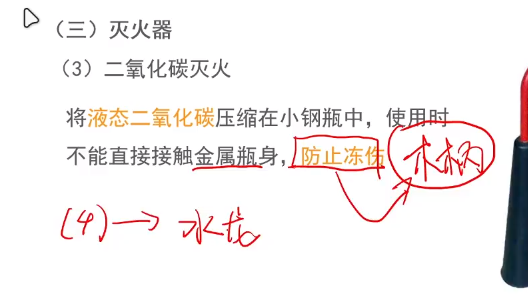 （三）灭火器
（3）二氧化碳灭火
将液态二氧化碳压缩在小钢瓶中，使用时
不能直接接触金属瓶身，防止冻伤 木柄
(4) → 水